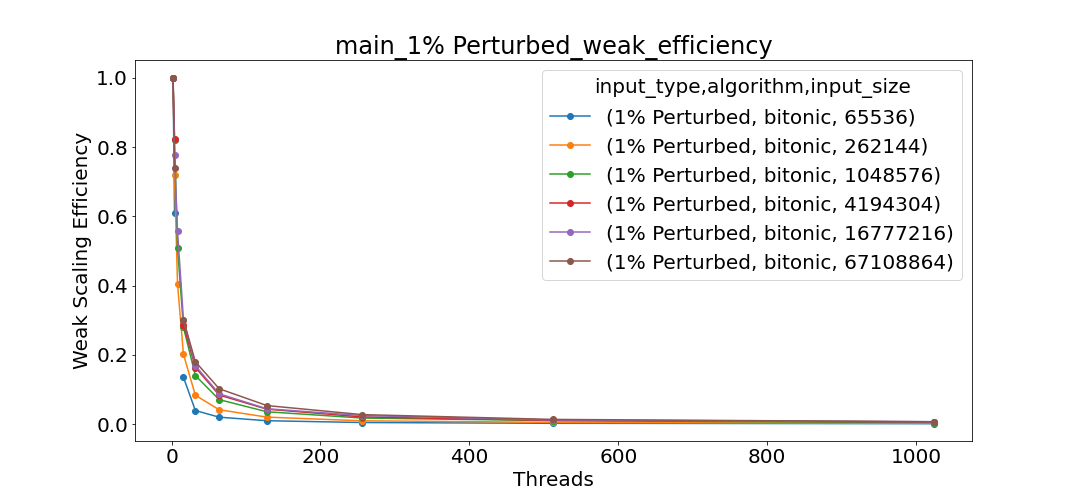 main_1% Perturbed_weak_efficiency
input_type,algorithm,input_size
(1% Perturbed, bitonic, 65536)
(1% Perturbed, bitonic, 262144)
(1% Perturbed, bitonic, 1048576)
(1% Perturbed, bitonic, 4194304)
(1% Perturbed, bitonic, 16777216)
(1% Perturbed, bitonic, 67108864)
Weak Scaling Efficiency
1.0
0.8
0.6
0.4
0.2
0.0
0 200 400 600 800 1000
Threads